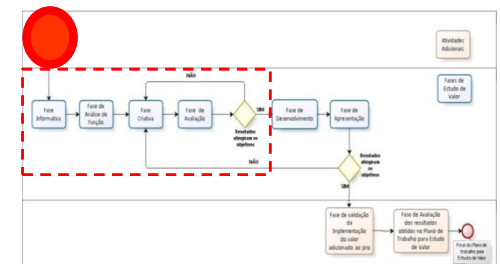 Atividades
Adicionais
Fases de
Estudo de
Valor
NÃO
Fase
Informativa
Fase de
Análise de
Função
Fase
Criativa
Fase de
Avaliação
SIM
Resultados
atingiram os
objetivos
Fase de
Desenvolvimento
Fase de
Apresentação
NÃO
Resultados
atingiram
os
objetivos
SIM
Fase de validação
da
Implementação
do valor
adicionado ao pro
Fase de Avaliação
dos resultados
obtidos no Plano de
Trabalho para Estudo
de Valor
Final do Plano de
trabalho para
Estudo de Valor